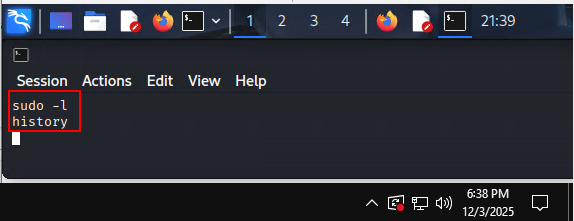 1 2 3 4 21:39
Session Actions Edit View Help
sudo -l
history
6:38 PM
12/3/2025